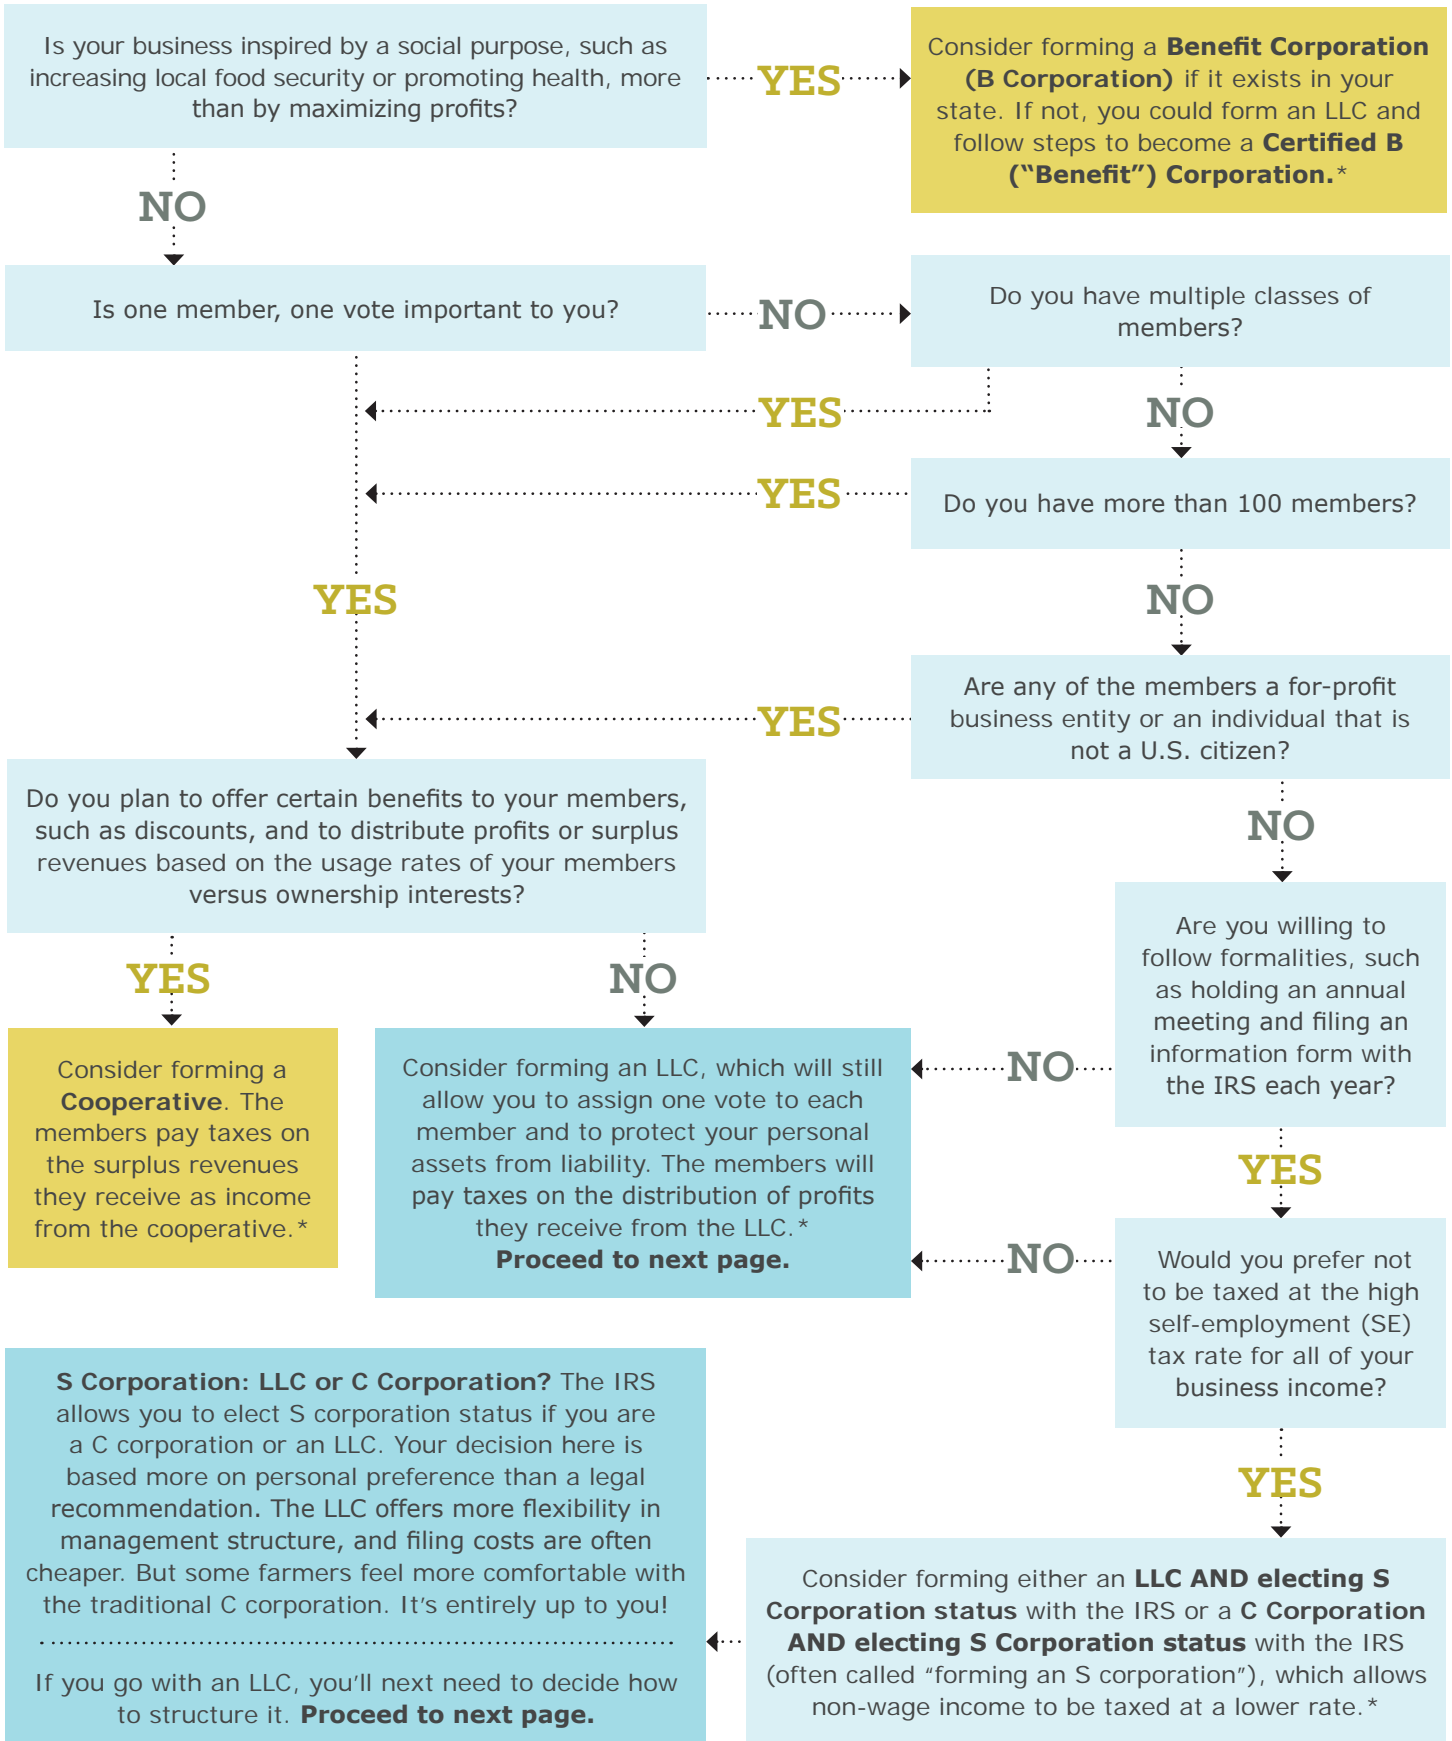 Is your business inspired by a social purpose, such as
increasing local food security or promoting health, more
than by maximizing profits?
YES
Consider forming a Benefit Corporation
(B Corporation) if it exists in your
state. If not, you could form an LLC and
follow steps to become a Certified B
(“Benefit”) Corporation.*
NO
Is one member, one vote important to you?
NO
Do you have multiple classes of
members?
YES
NO
YES
Do you have more than 100 members?
YES
NO
Are any of the members a for-profit
business entity or an individual that is
not a U.S. citizen?
YES
Do you plan to offer certain benefits to your members,
such as discounts, and to distribute profits or surplus
revenues based on the usage rates of your members
versus ownership interests?
NO
Are you willing to
follow formalities, such
as holding an annual
meeting and filing an
information form with
the IRS each year?
YES
NO
Consider forming a
Cooperative. The
members pay taxes on
the surplus revenues
they receive as income
from the cooperative.*
Consider forming an LLC, which will still
allow you to assign one vote to each
member and to protect your personal
assets from liability. The members will
pay taxes on the distribution of profits
they receive from the LLC.*
Proceed to next page.
NO
YES
NO
Would you prefer not
to be taxed at the high
self-employment (SE)
tax rate for all of your
business income?
YES
S Corporation: LLC or C Corporation? The IRS
allows you to elect S corporation status if you are
a C corporation or an LLC. Your decision here is
based more on personal preference than a legal
recommendation. The LLC offers more flexibility in
management structure, and filing costs are often
cheaper. But some farmers feel more comfortable with
the traditional C corporation. It's entirely up to you!
If you go with an LLC, you’ll next need to decide how
to structure it. Proceed to next page.
Consider forming either an LLC AND electing S
Corporation status with the IRS or a C Corporation
AND electing S Corporation status with the IRS
(often called “forming an S corporation”), which allows
non-wage income to be taxed at a lower rate.*